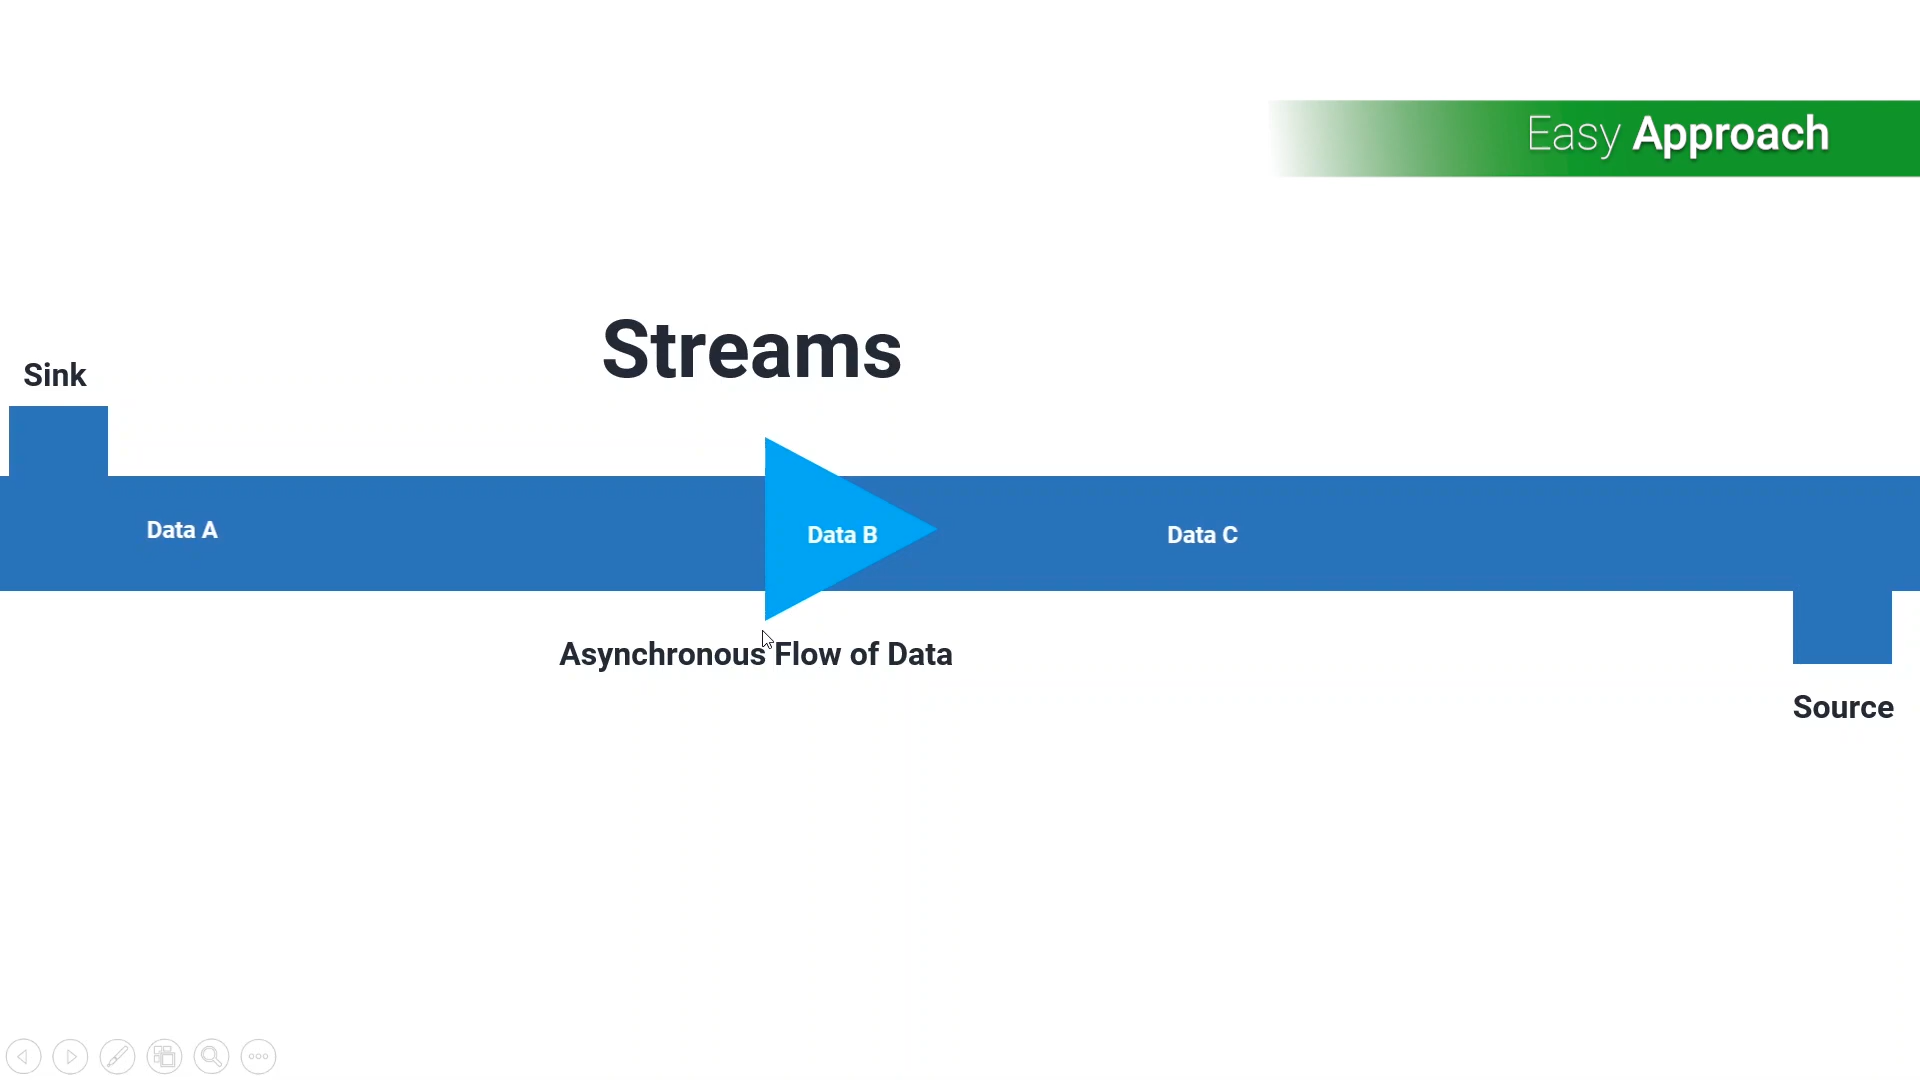 Easy Approach
Streams
Sink
Data A
Data B
Data C
Asynchronous Flow of Data
Source